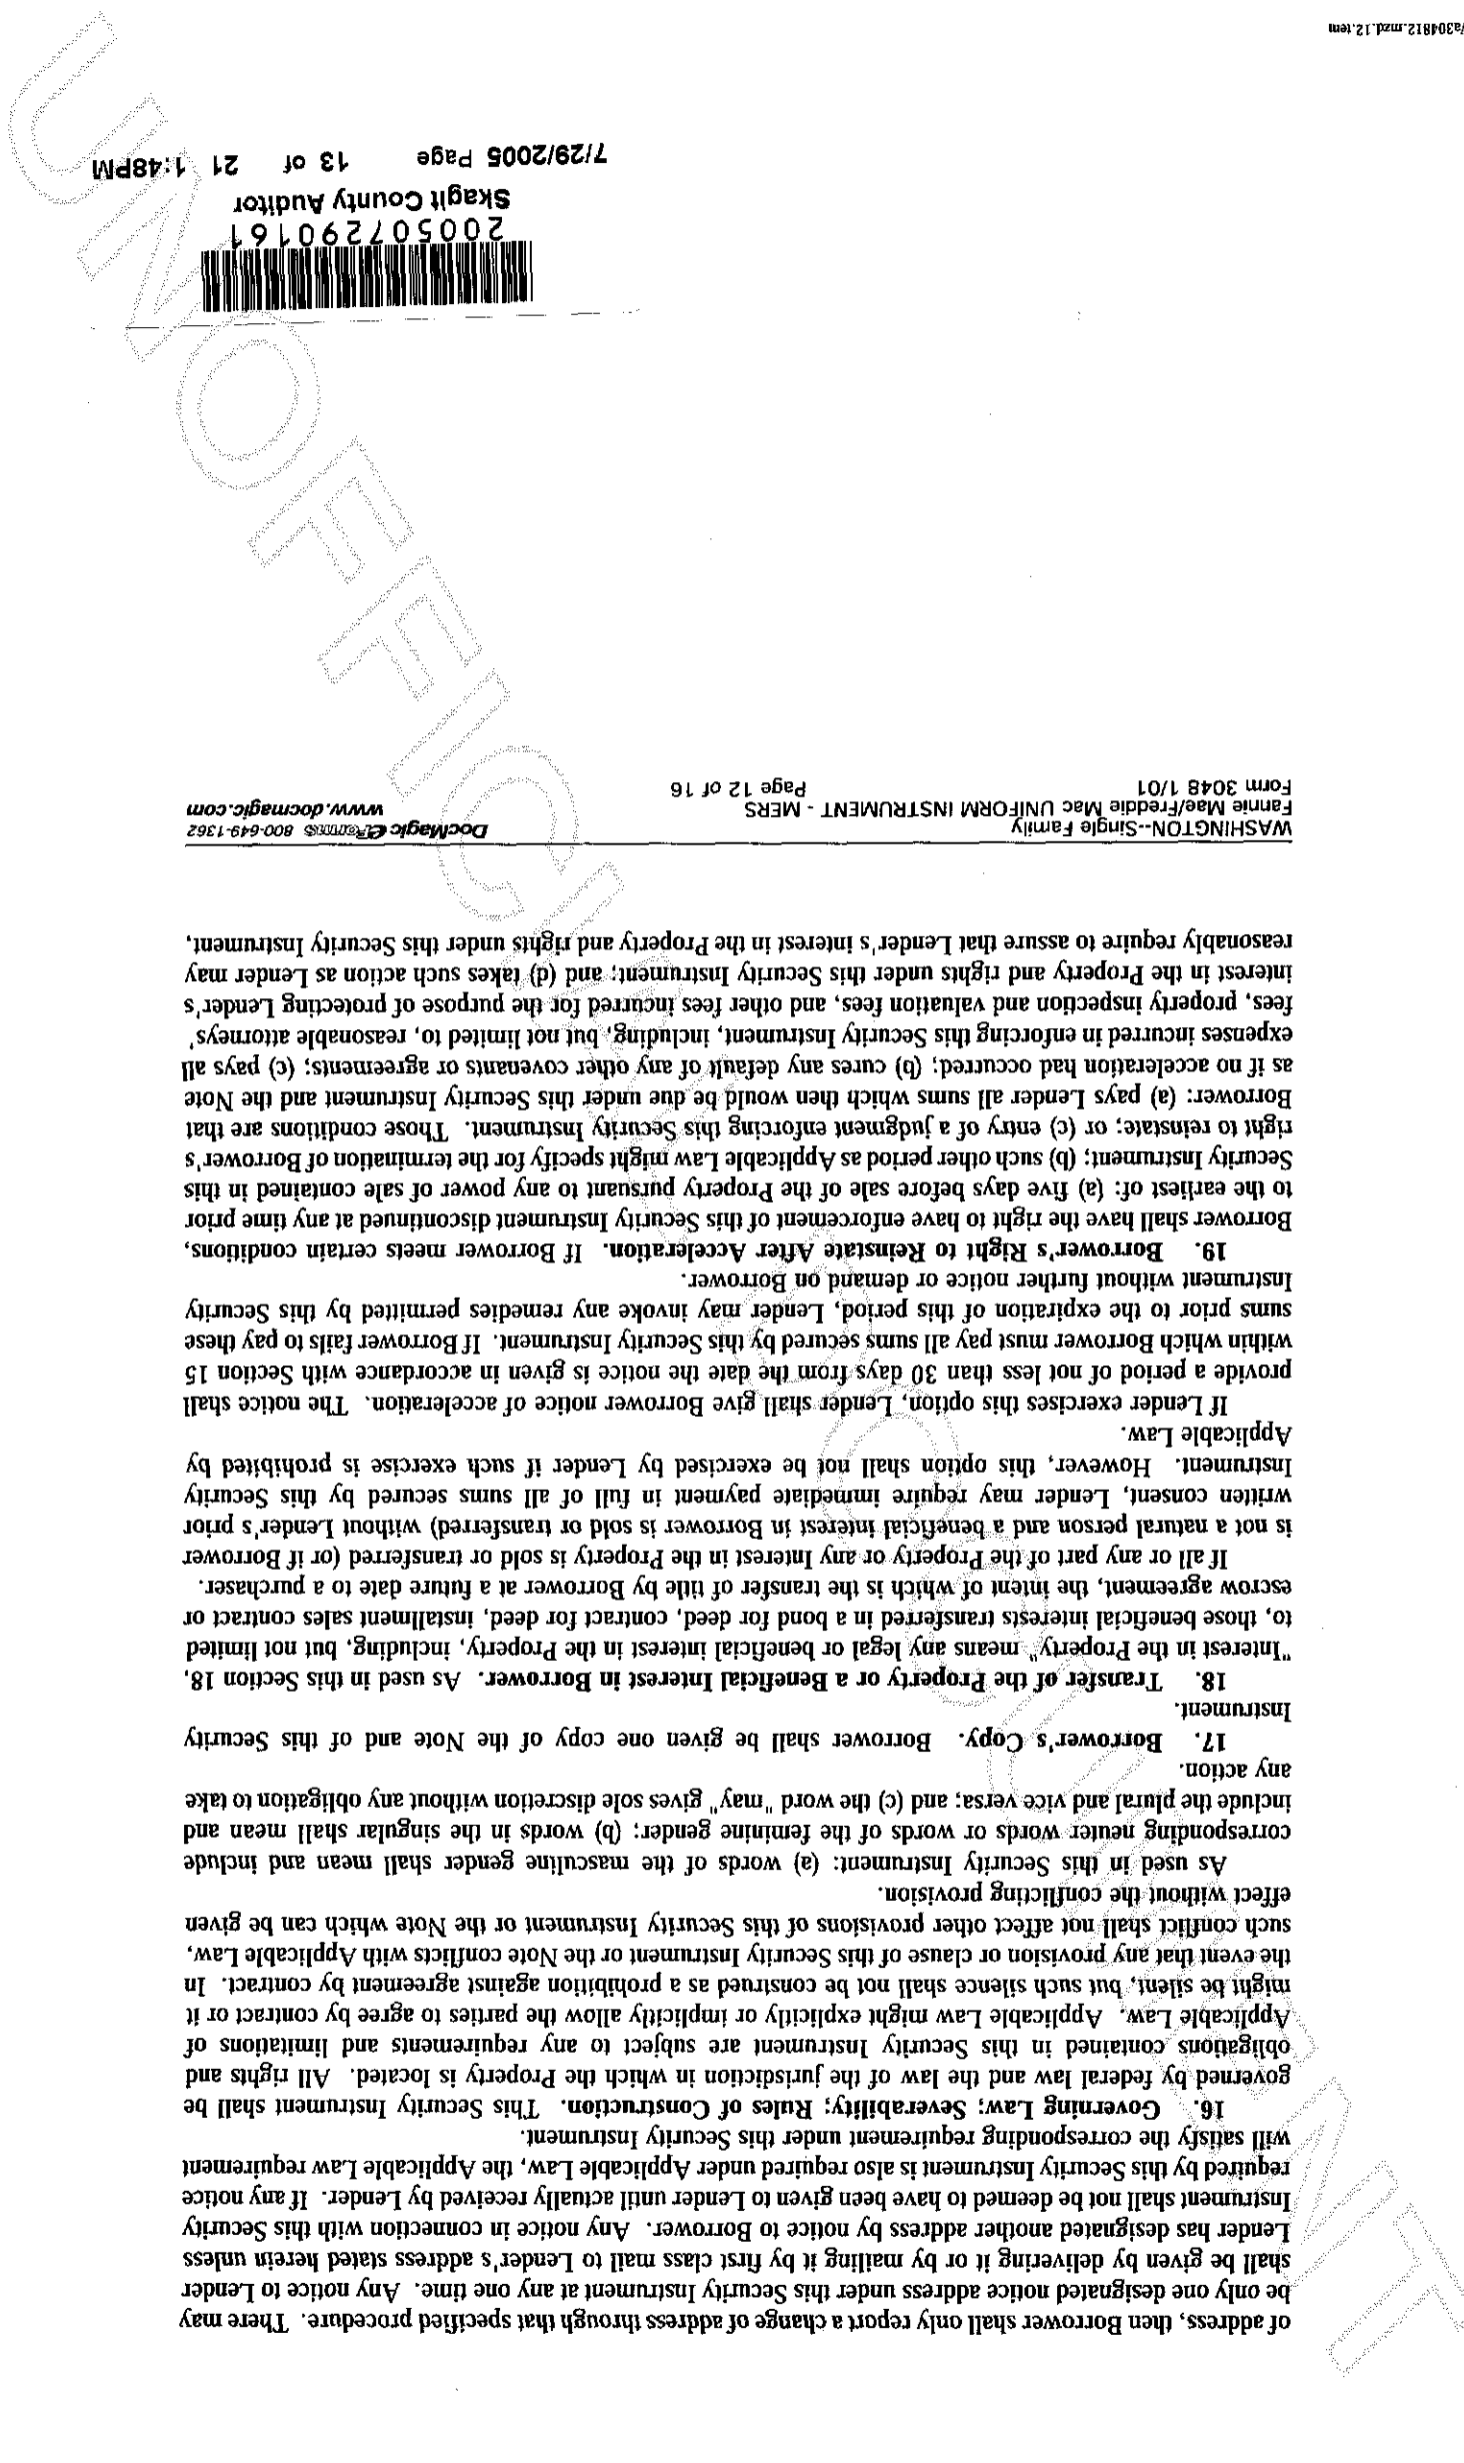 of address, then Borrower shall only report a change of address through that specified procedure. There may
be only one designated notice address under this Security Instrument at any one time. Any notice to Lender
shall be given by delivering it or by mailing it by first class mail to Lender's address stated herein unless
Lender has designated another address by notice to Borrower. Any notice in connection with this Security
Instrument shall not be deemed to have been given to Lender until actually received by Lender. If any notice
required by this Security Instrument is also required under Applicable Law, the Applicable Law requirement
will satisfy the corresponding requirement under this Security Instrument.
16. Governing Law; Severability; Rules of Construction. This Security Instrument shall be
governed by federal law and the law of the jurisdiction in which the Property is located. All rights and
obligations contained in this Security Instrument are subject to any requirements and limitations of
Applicable Law. Applicable Law might explicitly or implicitly allow the parties to agree by contract or it
might be silent, but such silence shall not be construed as a prohibition against agreement by contract. In
the event that any provision or clause of this Security Instrument or the Note conflicts with Applicable Law,
such conflict shall not affect other provisions of this Security Instrument or the Note which can be given
effect without the conflicting provision.
As used in this Security Instrument: (a) words of the masculine gender shall mean and include
corresponding neuter words or words of the feminine gender; (b) words in the singular shall mean and
include the plural and vice versa; and (c) the word "may" gives sole discretion without any obligation to take
any action.
17. Borrower's Copy. Borrower shall be given one copy of the Note and of this Security
Instrument.
18. Transfer of the Property or a Beneficial Interest in Borrower. As used in this Section 18,
"Interest in the Property" means any legal or beneficial interest in the Property, including, but not limited
to, those beneficial interests transferred in a bond for deed, contract for deed, installment sales contract or
escrow agreement, the intent of which is the transfer of title by Borrower at a future date to a purchaser.
If all or any part of the Property or any Interest in the Property is sold or transferred (or if Borrower
is not a natural person and a beneficial interest in Borrower is sold or transferred) without Lender's prior
written consent, Lender may require immediate payment in full of all sums secured by this Security
Instrument. However, this option shall not be exercised by Lender if such exercise is prohibited by
Applicable Law.
If Lender exercises this option, Lender shall give Borrower notice of acceleration. The notice shall
provide a period of not less than 30 days from the date the notice is given in accordance with Section 15
within which Borrower must pay all sums secured by this Security Instrument. If Borrower fails to pay these
sums prior to the expiration of this period, Lender may invoke any remedies permitted by this Security
Instrument without further notice or demand on Borrower.
19. Borrower's Right to Reinstate After Acceleration. If Borrower meets certain conditions,
Borrower shall have the right to have enforcement of this Security Instrument discontinued at any time prior
to the earliest of: (a) five days before sale of the Property pursuant to any power of sale contained in this
Security Instrument; (b) such other period as Applicable Law might specify for the termination of Borrower's
right to reinstate; or (c) entry of a judgment enforcing this Security Instrument. Those conditions are that
Borrower: (a) pays Lender all sums which then would be due under this Security Instrument and the Note
as if no acceleration had occurred; (b) cures any default of any other covenants or agreements; (c) pays all
expenses incurred in enforcing this Security Instrument, including, but not limited to, reasonable attorneys'
fees, property inspection and valuation fees, and other fees incurred for the purpose of protecting Lender's
interest in the Property and rights under this Security Instrument; and (d) takes such action as Lender may
reasonably require to assure that Lender's interest in the Property and rights under this Security Instrument,
WASHINGTON--Single Family
Fannie Mae/Freddie Mac UNIFORM INSTRUMENT - MERS
Form 3048 1/01 Page 12 of 16
DocMagic eForms 800-649-1362
www.docmagic.com
200507290161
Skagit County Auditor
7/29/2005 Page 13 of 21 1:48PM
a304812.mzd.12.tem
UNOFFICIAL DOCUMENT